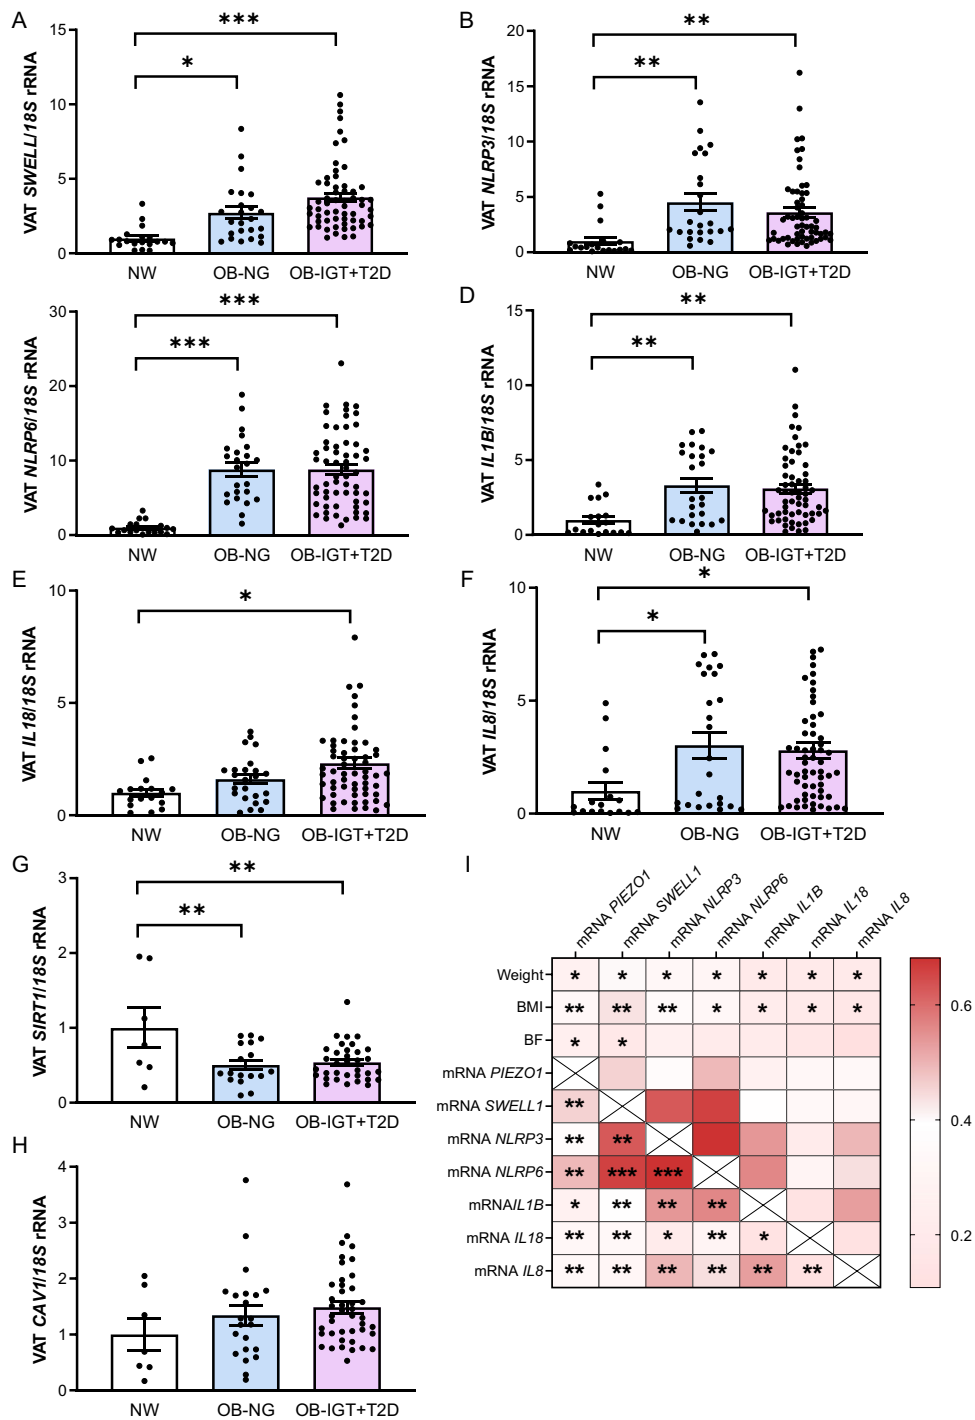 A
VAT SWELL/18S rRNA
15
10
5
0
***
*
NW OB-NG OB-IGT+T2D
B
VAT NLRP3/18S rRNA
20
15
10
5
0
**
**
NW OB-NG OB-IGT+T2D
VAT NLRP6/18S rRNA
30
20
10
0
***
***
NW OB-NG OB-IGT+T2D
D
VAT IL1B/18S rRNA
15
10
5
0
**
**
NW OB-NG OB-IGT+T2D
E
VAT IL18/18S rRNA
10
5
0
*
NW OB-NG OB-IGT+T2D
F
VAT IL8/18S rRNA
10
5
0
*
*
NW OB-NG OB-IGT+T2D
G
VAT SIRT1/18S rRNA
3
2
1
0
**
**
NW OB-NG OB-IGT+T2D
H
VAT CAV1/18S rRNA
4
3
2
1
0
NW OB-NG OB-IGT+T2D
I
mRNA PIEZO1
mRNA SWELL1
mRNA NLRP3
mRNA NLRP6
mRNA IL1B
mRNA IL18
mRNA IL8
Weight * * * * * * *
BMI ** ** ** * * * *
BF * *
mRNA PIEZO1
mRNA SWELL1 **
mRNA NLRP3 ** **
mRNA NLRP6 ** *** ***
mRNAIL1B * ** ** **
mRNA IL18 ** ** * ** *
mRNA IL8 ** ** ** ** ** **
0.6
0.4
0.2